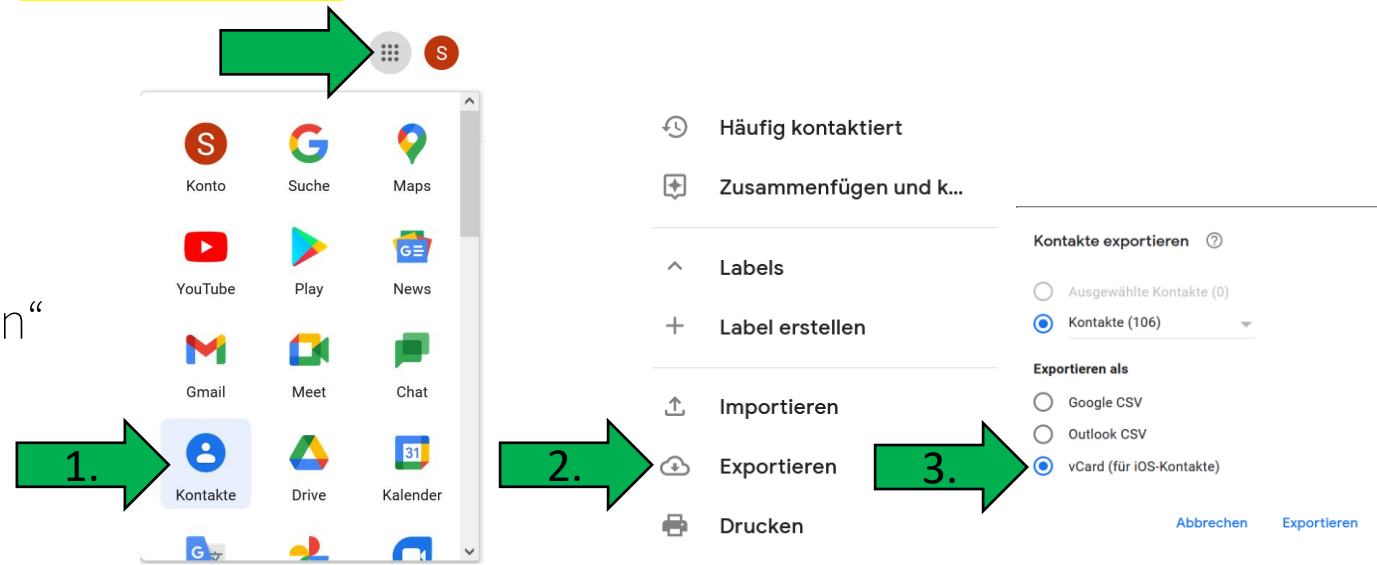 S
S
Konto
Suche
Maps
GE
YouTube
Play
News
n“
Gmail
Meet
Chat
31
1.
Kontakte
Drive
Kalender
G
Häufig kontaktiert
Zusammenfügen und k...
Labels
Label erstellen
Importieren
2.
Exportieren
Drucken
Kontakte exportieren ?
Ausgewählte Kontakte (0)
Kontakte (106)
Exportieren als
Google CSV
Outlook CSV
3.
vCard (für iOS-Kontakte)
Abbrechen Exportieren